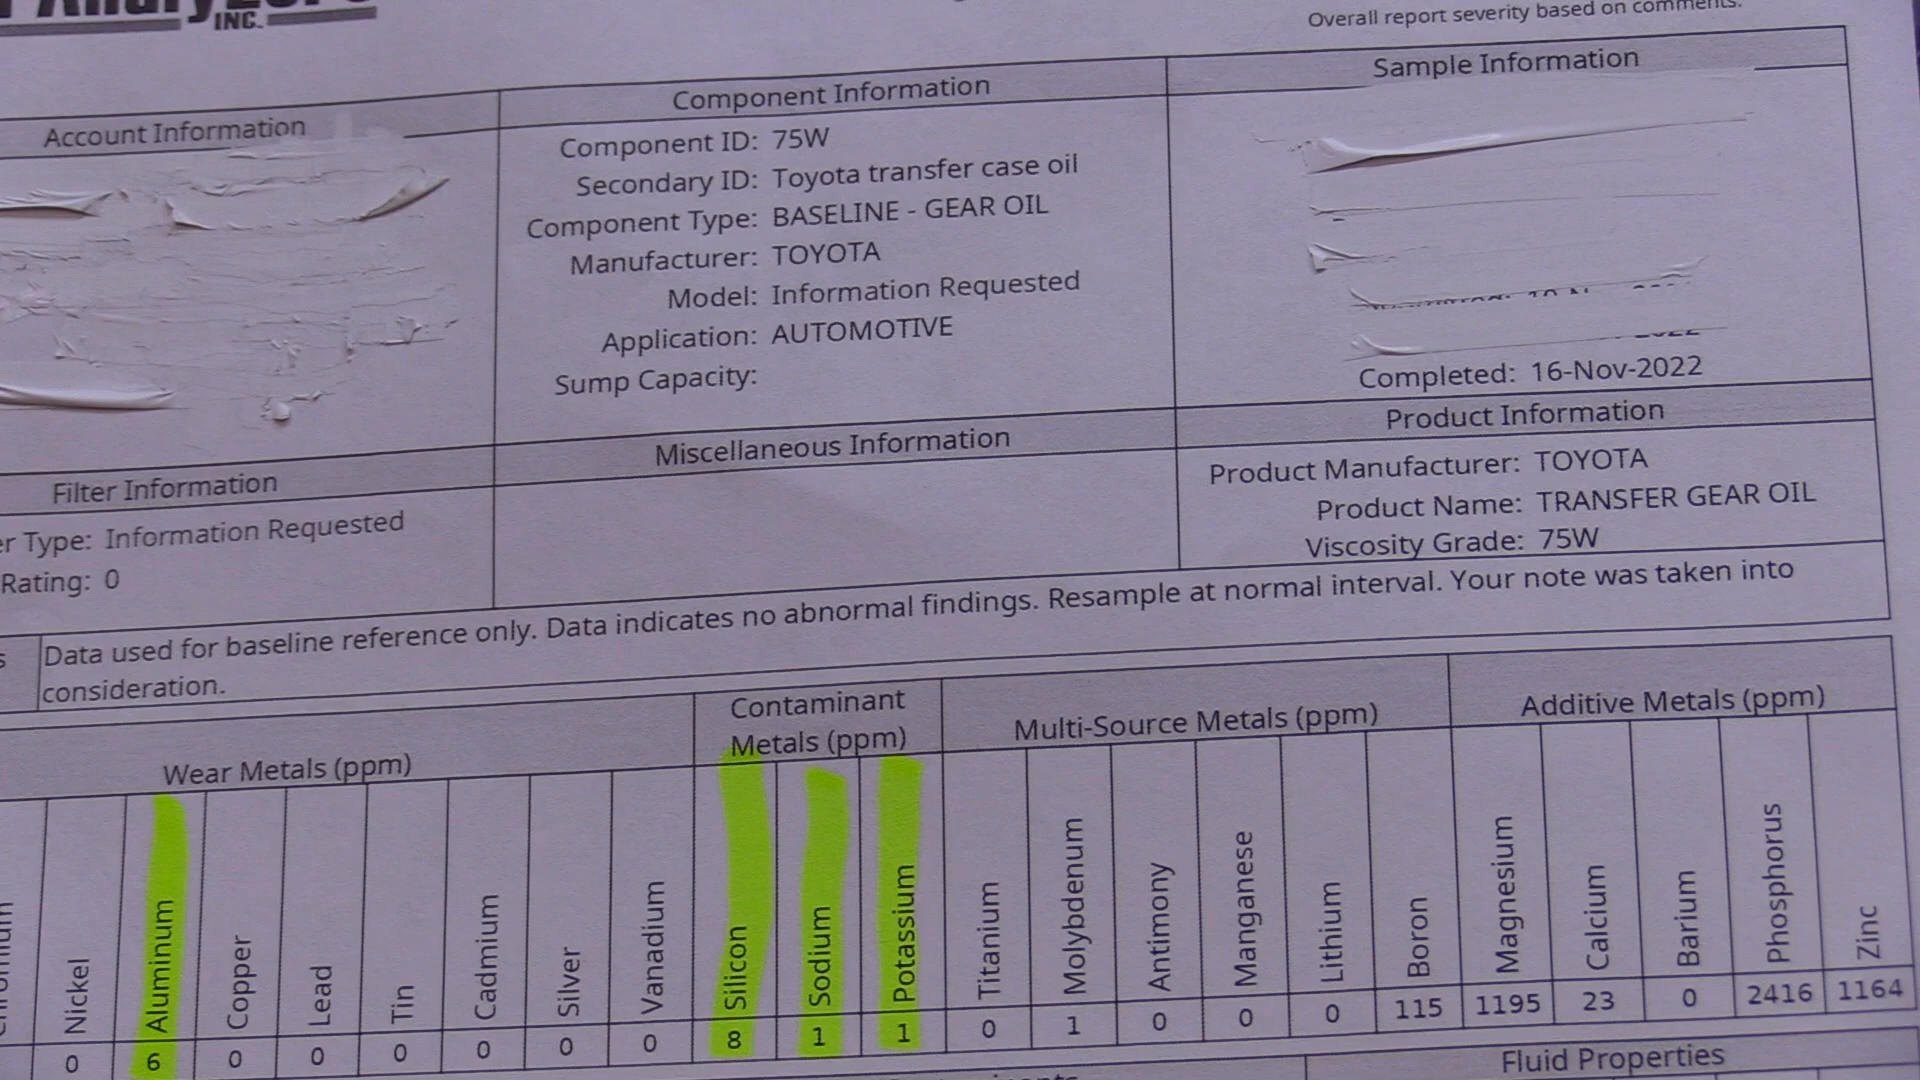 INC.
Overall report severity based on comments.
Account Information
Component Information
Component ID: 75W
Secondary ID: Toyota transfer case oil
Component Type: BASELINE - GEAR OIL
Manufacturer: TOYOTA
Model: Information Requested
Application: AUTOMOTIVE
Sump Capacity:
Sample Information
Completed: 16-Nov-2022
Filter Information
Type: Information Requested
Rating: 0
Miscellaneous Information
Product Information
Product Manufacturer: TOYOTA
Product Name: TRANSFER GEAR OIL
Viscosity Grade: 75W
Data used for baseline reference only. Data indicates no abnormal findings. Resample at normal interval. Your note was taken into
consideration.
Wear Metals (ppm)
Contaminant
Metals (ppm)
Multi-Source Metals (ppm)
Additive Metals (ppm)
Nickel
Aluminum
Copper
Lead
Tin
Cadmium
Silver
Vanadium
Silicon
Sodium
Potassium
Titanium
Molybdenum
Antimony
Manganese
Lithium
Boron
Magnesium
Calcium
Barium
Phosphorus
Zinc
0 6 0 0 0 0 0 0 8 1 1 0 1 0 0 0 115 1195 23 0 2416 1164
Fluid Properties